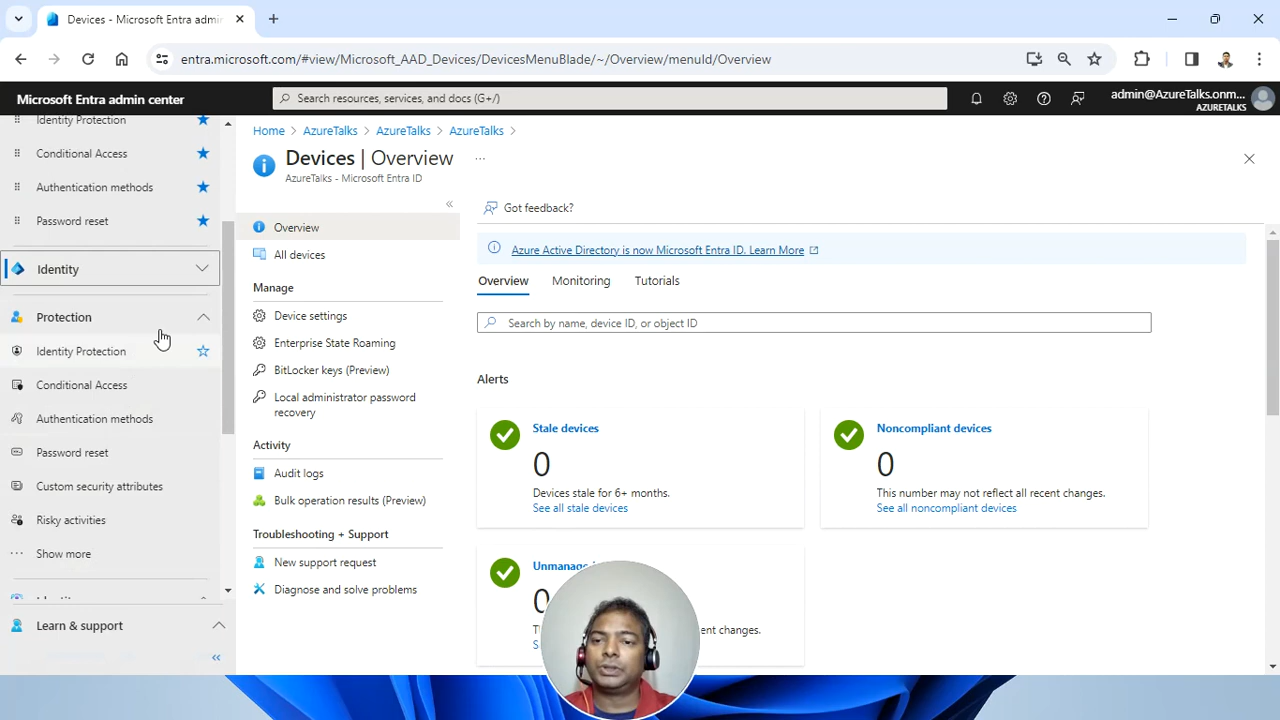 Devices - Microsoft Entra admin
entra.microsoft.com/#view/Microsoft_AAD_Devices/DevicesMenuBlade/~/Overview/menuId/Overview
Microsoft Entra admin center
Search resources, services, and docs (G+/)
admin@AzureTalks.onm...
AZURETALKS
Identity Protection
Conditional Access
Authentication methods
Password reset
Identity
Protection
Identity Protection
Conditional Access
Authentication methods
Password reset
Custom security attributes
Risky activities
Show more
Learn & support
Home > AzureTalks > AzureTalks > AzureTalks >
Devices | Overview ...
AzureTalks - Microsoft Entra ID
Overview
All devices
Manage
Device settings
Enterprise State Roaming
BitLocker keys (Preview)
Local administrator password
recovery
Activity
Audit logs
Bulk operation results (Preview)
Troubleshooting + Support
New support request
Diagnose and solve problems
Got feedback?
Azure Active Directory is now Microsoft Entra ID. Learn More
Overview Monitoring Tutorials
Search by name, device ID, or object ID
Alerts
Stale devices
0
Devices stale for 6+ months.
See all stale devices
Noncompliant devices
0
This number may not reflect all recent changes.
See all noncompliant devices
0
ent changes.